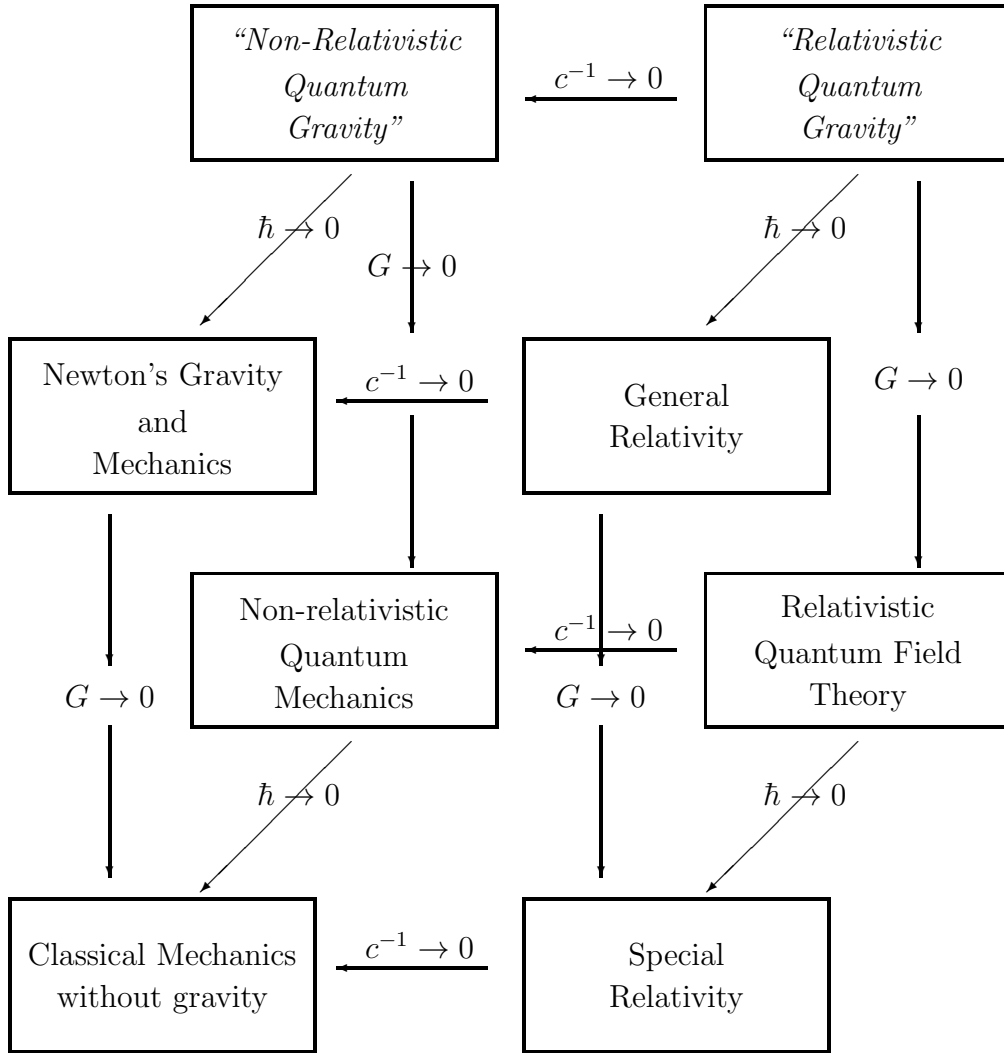 “Non-Relativistic
Quantum
Gravity”
c⁻¹ → 0
“Relativistic
Quantum
Gravity”
ħ → 0
G → 0
ħ → 0
G → 0
Newton's Gravity
and
Mechanics
c⁻¹ → 0
General
Relativity
Non-relativistic
Quantum
Mechanics
c⁻¹ → 0
Relativistic
Quantum Field
Theory
G → 0
G → 0
ħ → 0
ħ → 0
Classical Mechanics
without gravity
c⁻¹ → 0
Special
Relativity